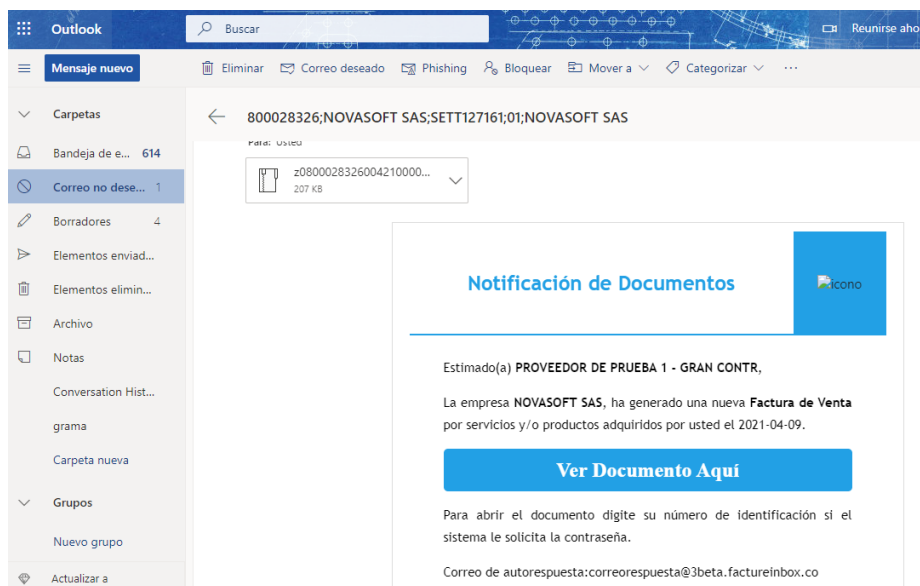 Outlook
Buscar
Reunirse aho
Mensaje nuevo
Eliminar
Correo deseado
Phishing
Bloquear
Mover a
Categorizar
Carpetas
800028326;NOVASOFT SAS;SETT127161;01;NOVASOFT SAS
Bandeja de e... 614
Correo no dese... 1
Borradores 4
Elementos enviad...
Elementos elimin...
Archivo
Notas
Conversation Hist...
grama
Carpeta nueva
Grupos
Nuevo grupo
Actualizar a
Para: Usted
z0800028326004210000...
207 KB
Notificación de Documentos
icono
Estimado(a) PROVEEDOR DE PRUEBA 1 - GRAN CONTR,
La empresa NOVASOFT SAS, ha generado una nueva Factura de Venta
por servicios y/o productos adquiridos por usted el 2021-04-09.
Ver Documento Aquí
Para abrir el documento digite su número de identificación si el
sistema le solicita la contraseña.
Correo de autorespuesta:correorespuesta@3beta.factureinbox.co